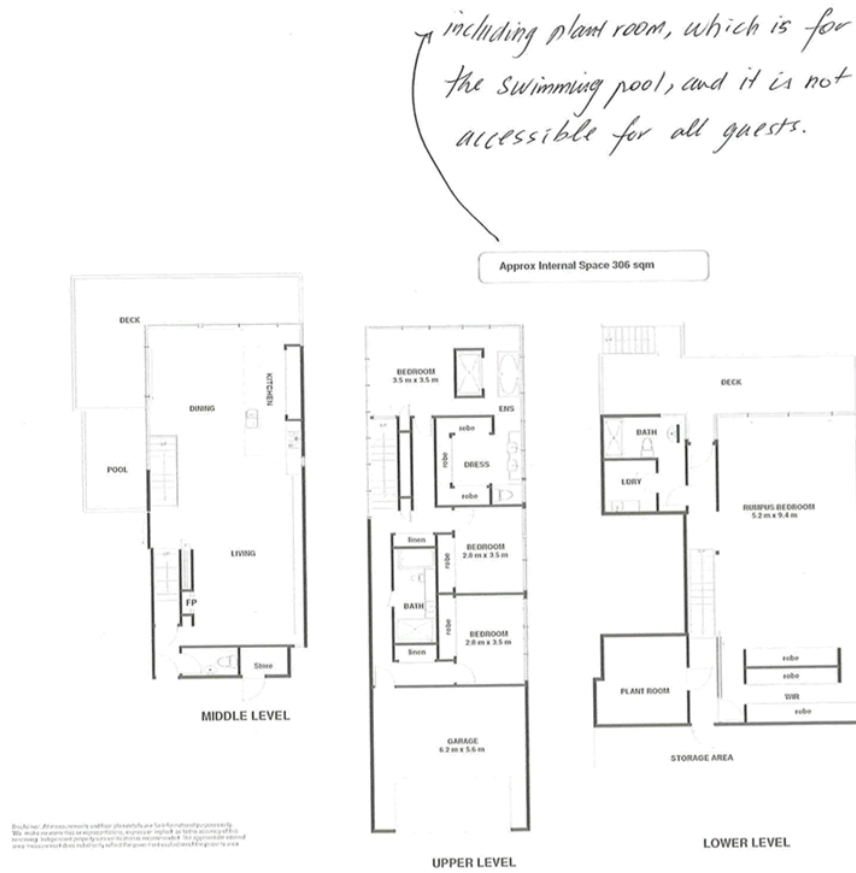 including plant room, which is for
the swimming pool, and it is not
accessible for all guests.
Approx Internal Space 306 sqm
DECK
DINING
KITCHEN
POOL
LIVING
FP
Store
MIDDLE LEVEL
BEDROOM
3.5 m x 3.5 m
ENS
robe
robe
DRESS
robe
linen
BEDROOM
2.8 m x 3.5 m
robe
BATH
BEDROOM
2.8 m x 3.5 m
robe
linen
GARAGE
6.2 m x 5.6 m
UPPER LEVEL
DECK
BATH
LDRY
RUMPUS BEDROOM
5.2 m x 9.4 m
robe
robe
WIR
robe
PLANT ROOM
STORAGE AREA
LOWER LEVEL